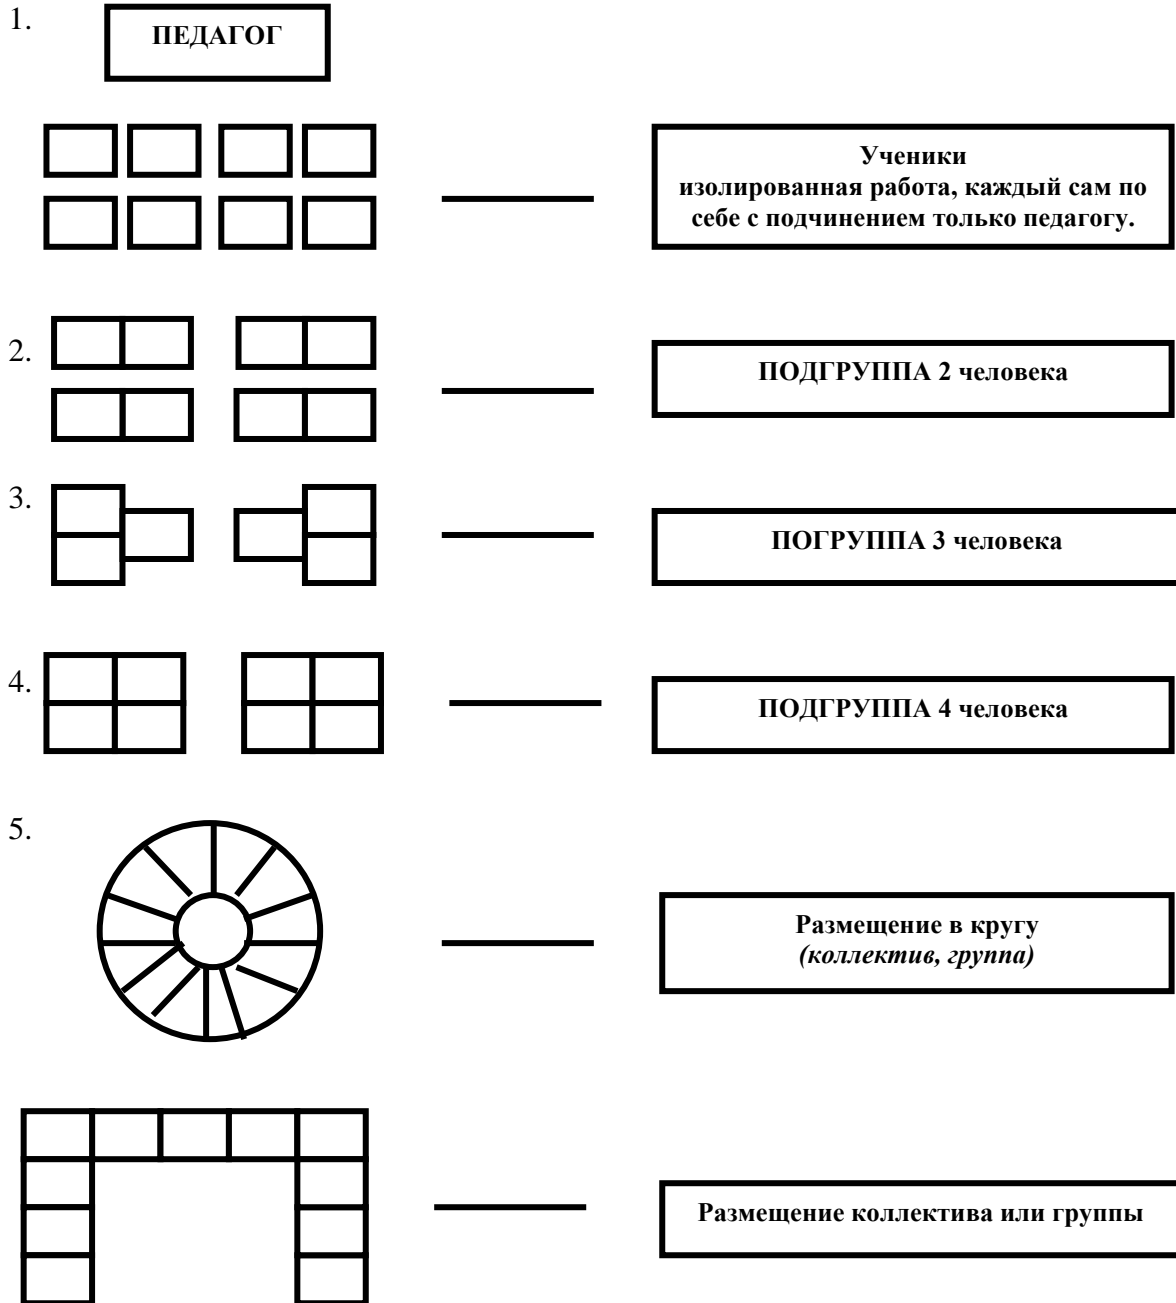 1.
ПЕДАГОГ
Ученики
изолированная работа, каждый сам по
себе с подчинением только педагогу.
2.
ПОДГРУППА 2 человека
3.
ПОГРУППА 3 человека
4.
ПОДГРУППА 4 человека
5.
Размещение в кругу
(коллектив, группа)
Размещение коллектива или группы